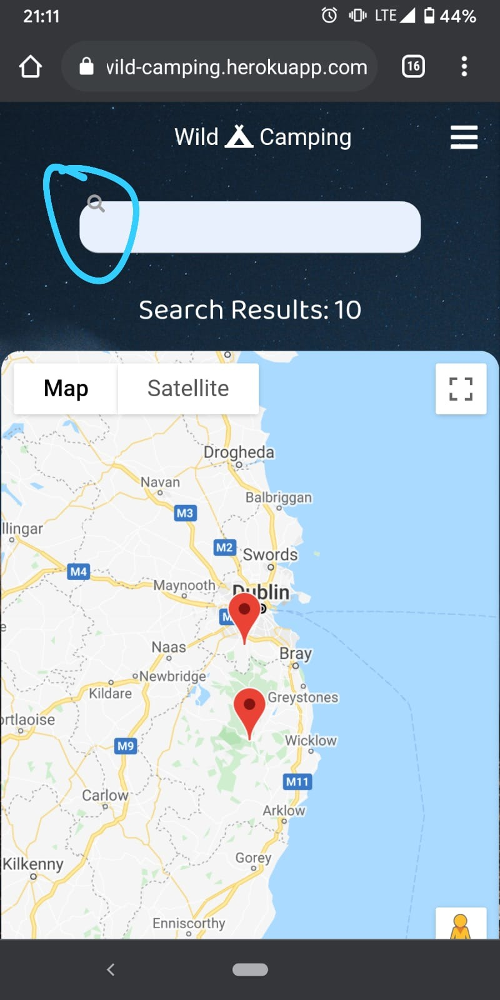 21:11 LTE 44%
vild-camping.herokuapp.com 16
Wild Camping
Search Results: 10
Map Satellite
Drogheda
Navan
Balbriggan
M3
llingar
M2
Swords
M4
Maynooth
Dublin
M
e
Naas
Bray
Newbridge
Kildare
Greystones
ortlaoise
M9
Wicklow
M11
Carlow
Arklow
Gorey
Kilkenny
Enniscorthy